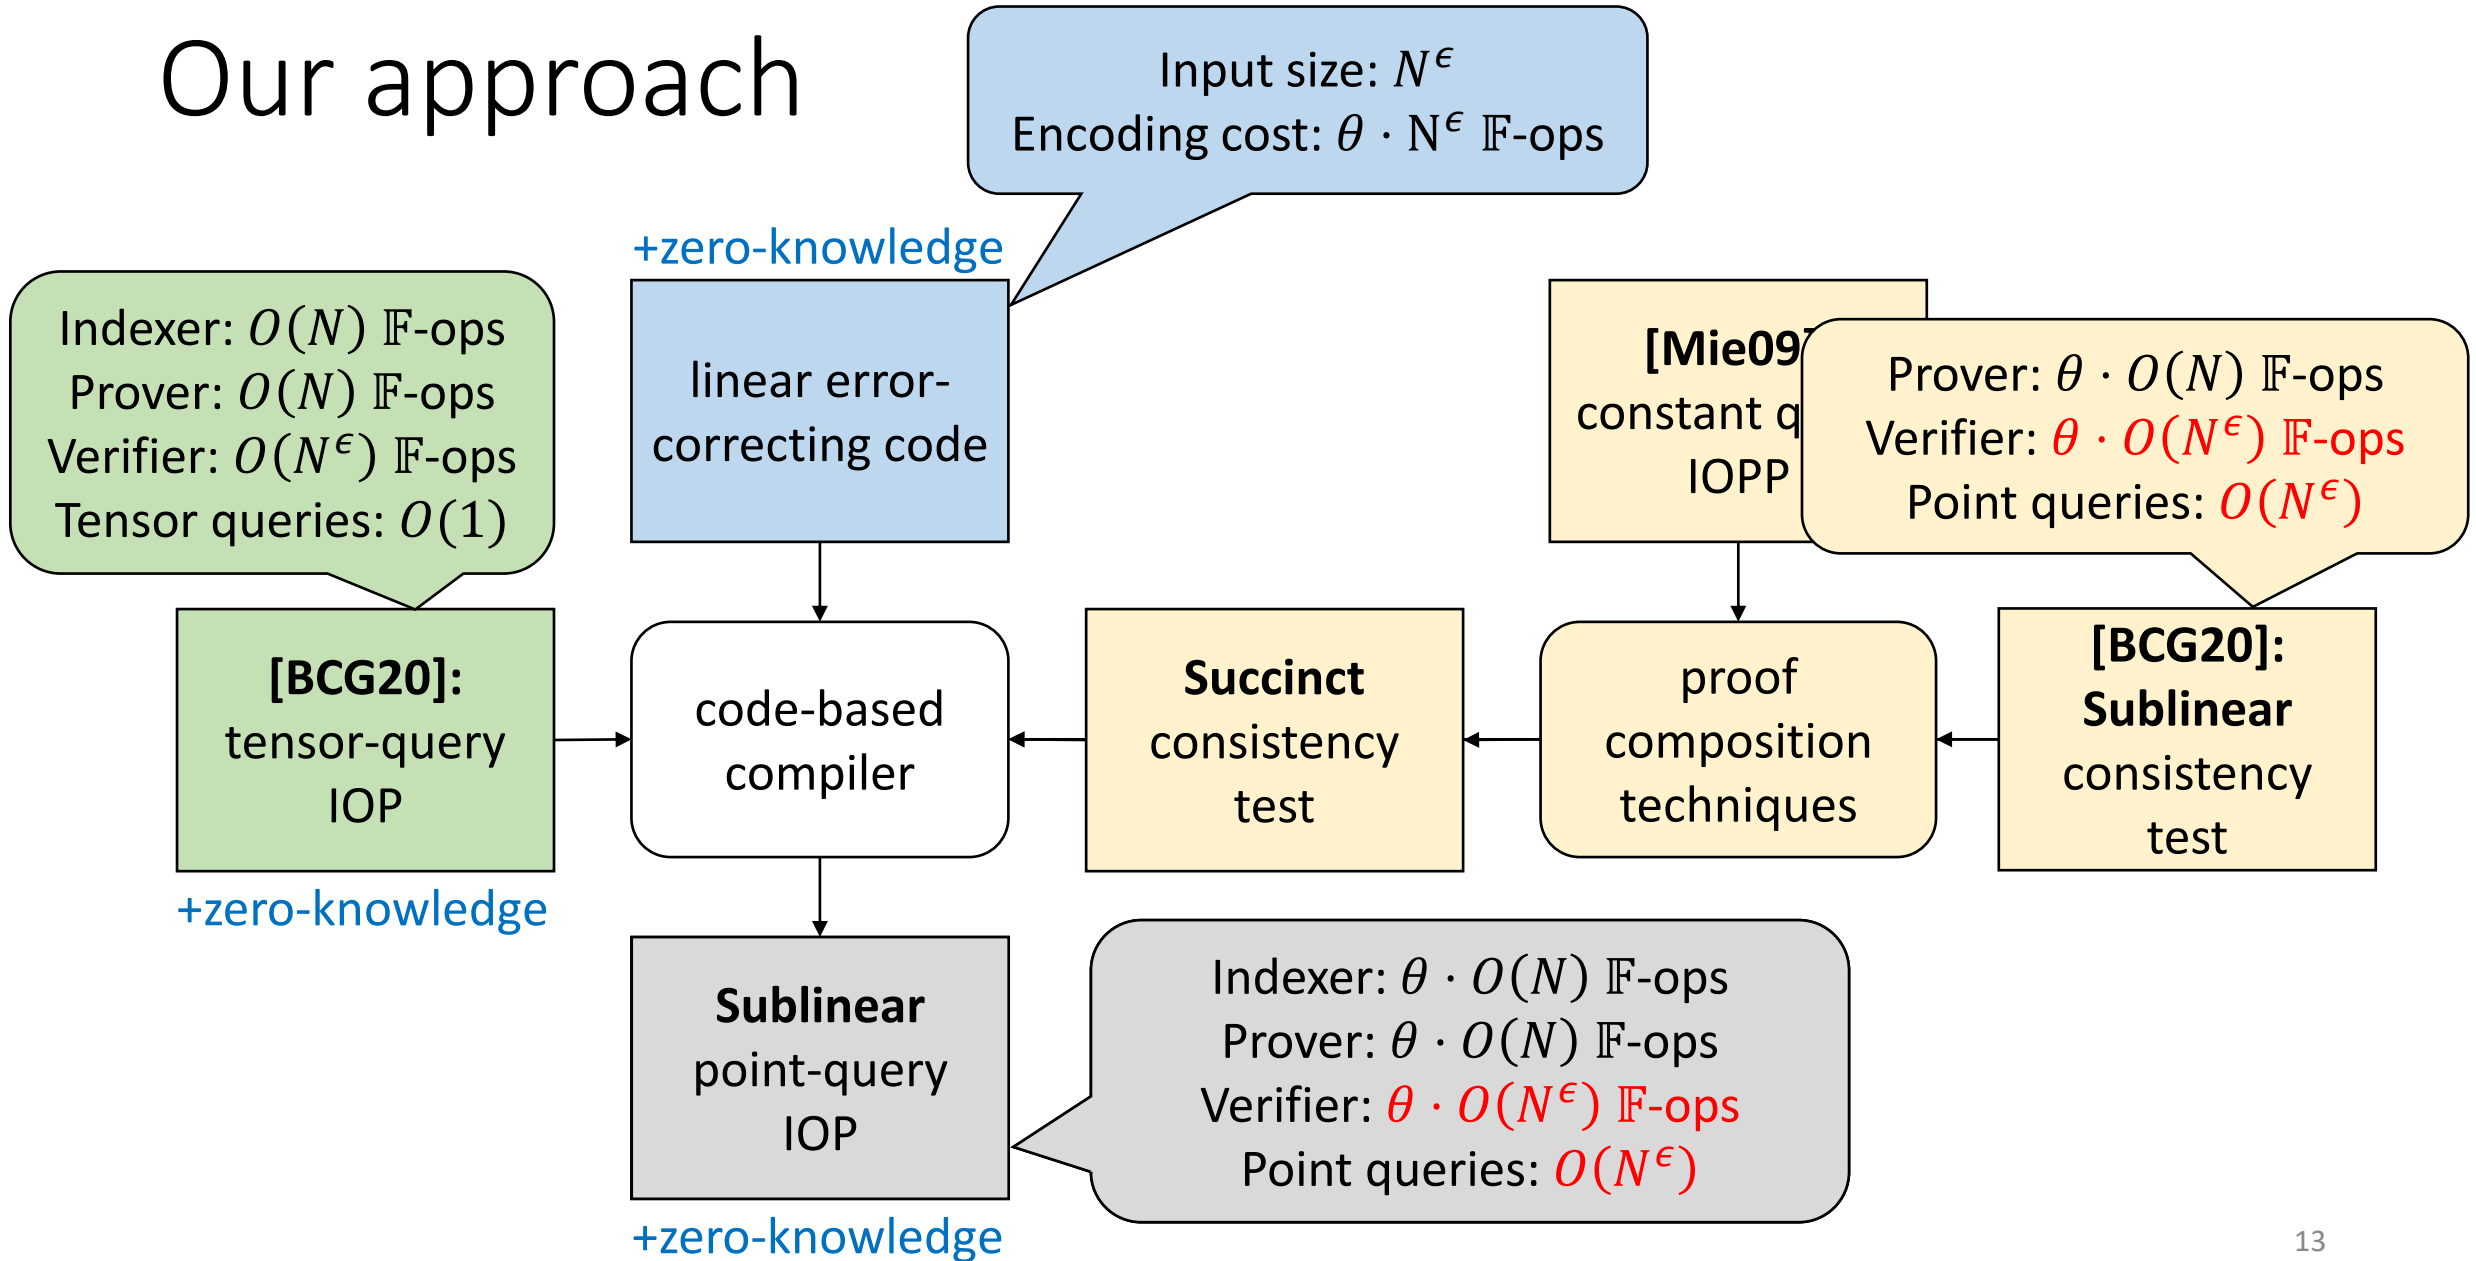 Our approach
Input size: N^ϵ
Encoding cost: θ · N^ϵ 𝔽-ops
+zero-knowledge
linear error-
correcting code
Indexer: O(N) 𝔽-ops
Prover: O(N) 𝔽-ops
Verifier: O(N^ϵ) 𝔽-ops
Tensor queries: O(1)
[Mie09]
constant q
IOPP
Prover: θ · O(N) 𝔽-ops
Verifier: θ · O(N^ϵ) 𝔽-ops
Point queries: O(N^ϵ)
[BCG20]:
tensor-query
IOP
+zero-knowledge
code-based
compiler
Succinct
consistency
test
proof
composition
techniques
[BCG20]:
Sublinear
consistency
test
Sublinear
point-query
IOP
+zero-knowledge
Indexer: θ · O(N) 𝔽-ops
Prover: θ · O(N) 𝔽-ops
Verifier: θ · O(N^ϵ) 𝔽-ops
Point queries: O(N^ϵ)
13